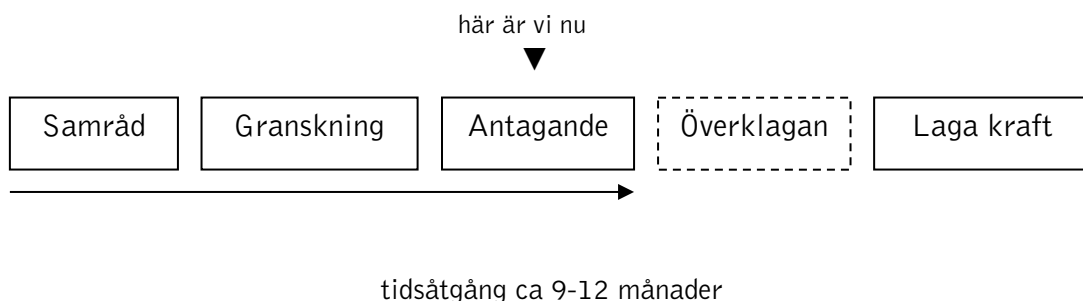 här är vi nu
Samråd Granskning Antagande Överklagan Laga kraft
tidsåtgång ca 9-12 månader